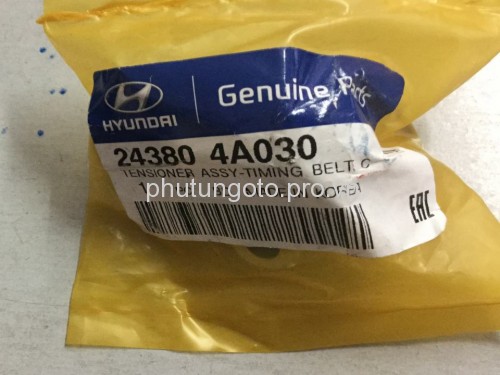 HYUNDAI
Genuine Parts
24380 4A030
TENSIONER ASSY-TIMING BELT
phutungoto.pro
EAC